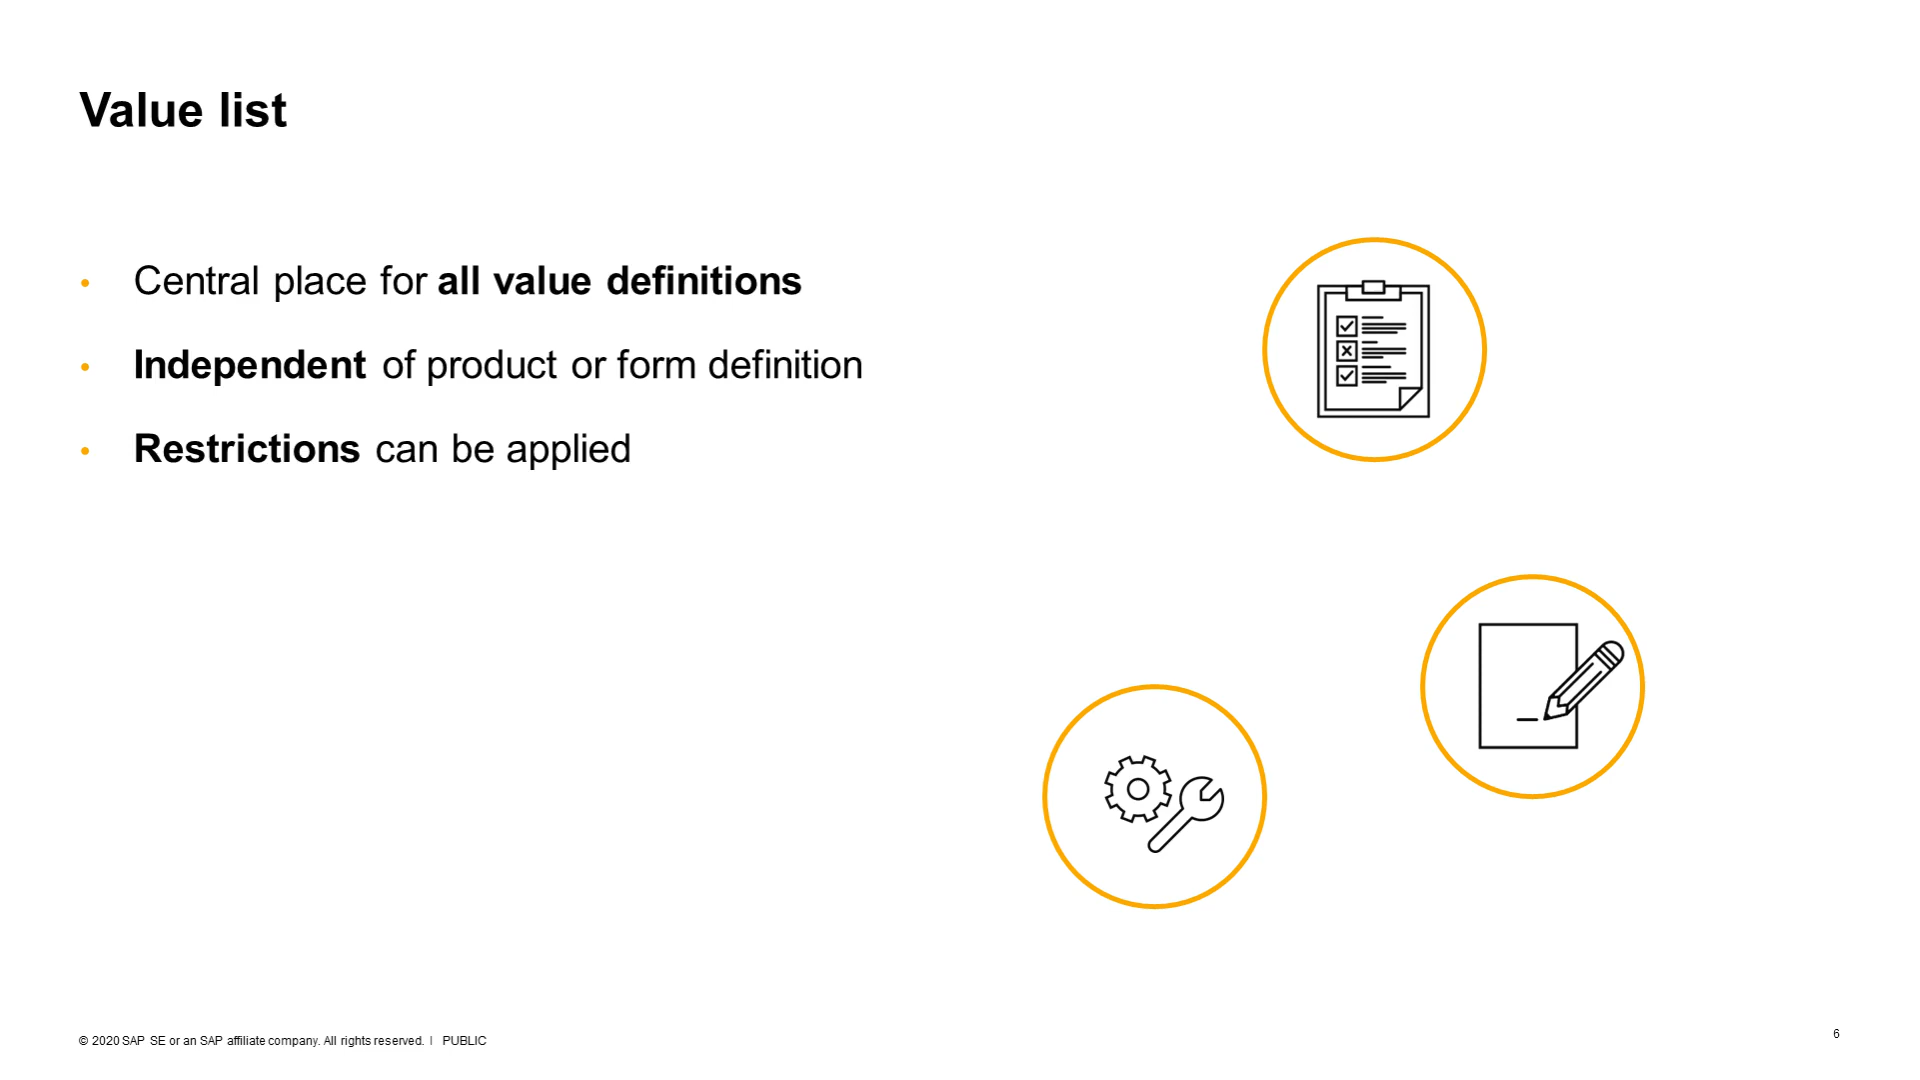 Value list
• Central place for all value definitions
• Independent of product or form definition
• Restrictions can be applied
© 2020 SAP SE or an SAP affiliate company. All rights reserved. I PUBLIC
6